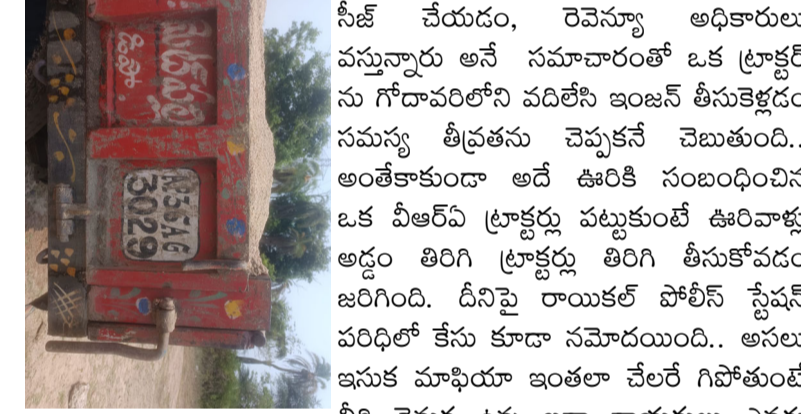 సీజ్ చేయడం, రెవెన్యూ అధికారులు
వస్తున్నారు అనే సమాచారంతో ఒక ట్రాక్టర్
ను గోదావరిలోని వదిలేసి ఇంజన్ తీసుకెళ్లడం
సమస్య తీవ్రతను చెప్పకనే చెబుతుంది..
అంతేకాకుండా అదే ఊరికి సంబంధించిన
ఒక వీఆర్ఏ ట్రాక్టర్లు పట్టుకుంటే ఊరివాళ్లు
అడ్డం తిరిగి ట్రాక్టర్లు తిరిగి తీసుకోవడం
జరిగింది. దీనిపై రాయికల్ పోలీస్ స్టేషన్
పరిధిలో కేసు కూడా నమోదయింది.. అసలు
ఇసుక మాఫియా ఇంతలా చేలరే గిపోతుంటే
3029